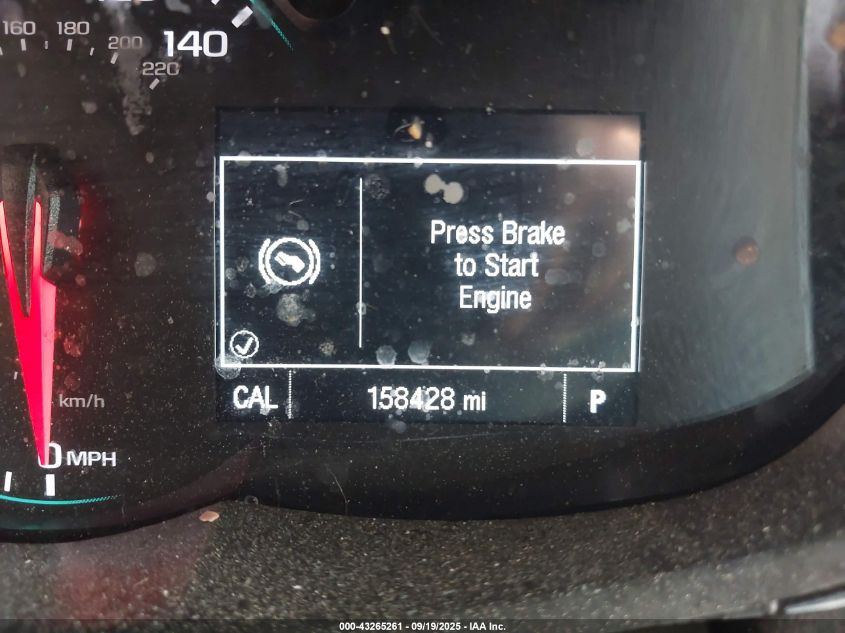 160 180
200
140
220
Press Brake
to Start
Engine
km/h
CAL 158428 mi P
0 MPH
000-43265261 - 09/19/2025 - IAA Inc.